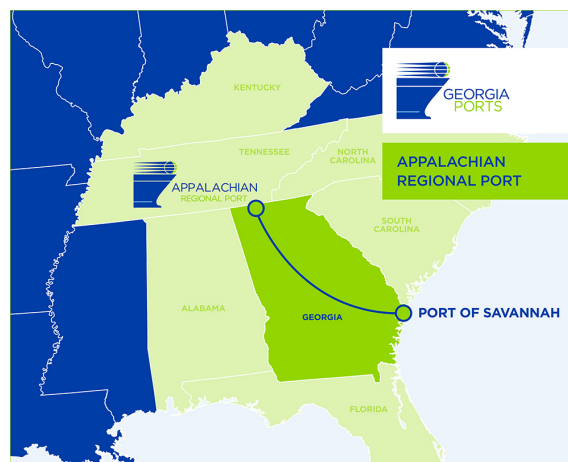 KENTUCKY
GEORGIA
PORTS
TENNESSEE
NORTH
CAROLINA
APPALACHIAN
REGIONAL PORT
APPALACHIAN
REGIONAL PORT
SOUTH
CAROLINA
ALABAMA
GEORGIA
PORT OF SAVANNAH
FLORIDA